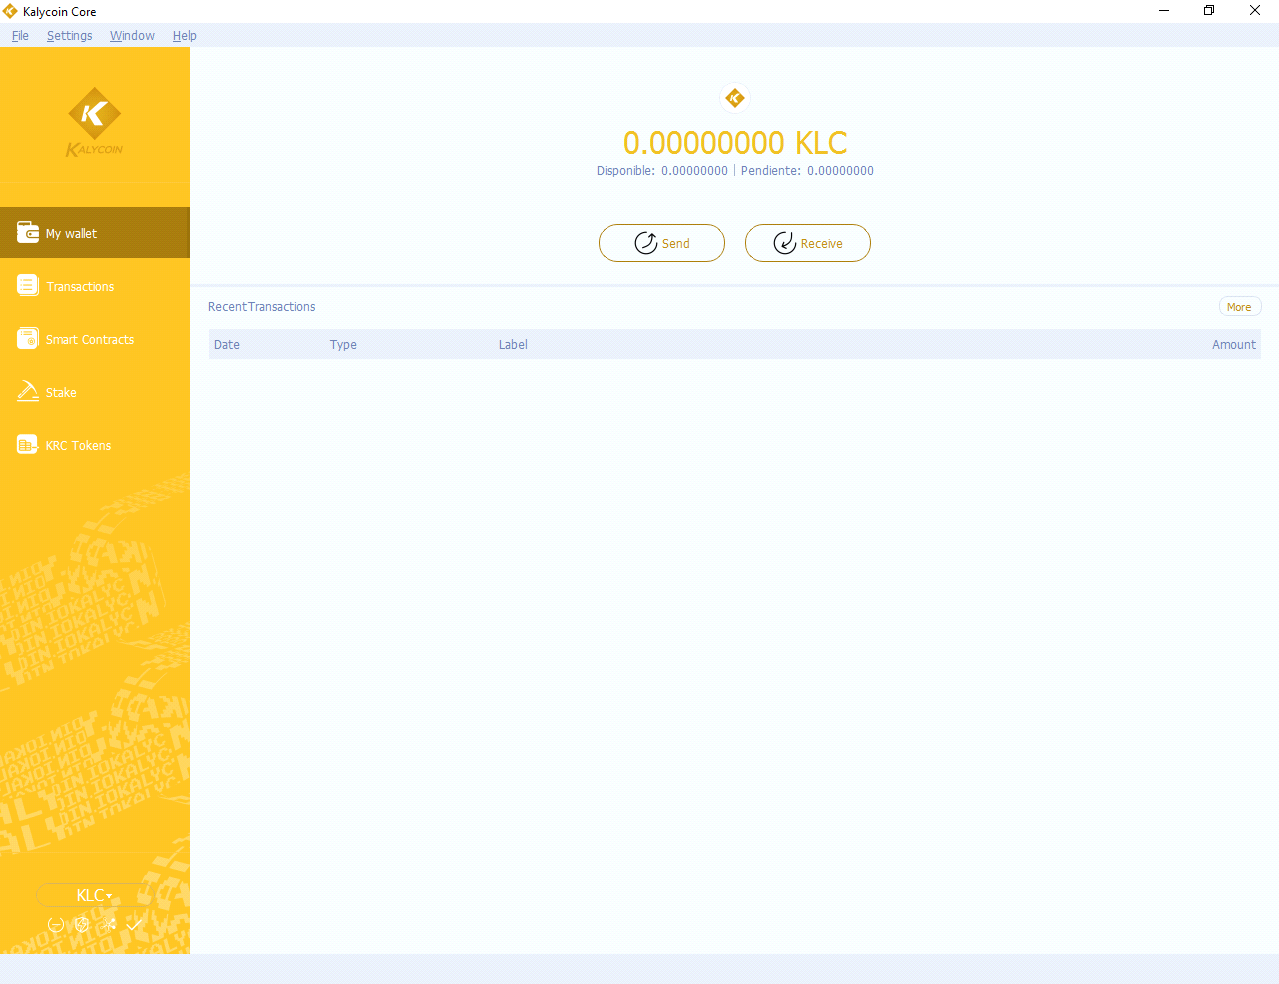 Kalycoin Core
File Settings Window Help
KALYCOIN
0.00000000 KLC
Disponible: 0.00000000 | Pendiente: 0.00000000
Send Receive
My wallet
Transactions
Smart Contracts
Stake
KRC Tokens
RecentTransactions More
Date Type Label Amount
KLC